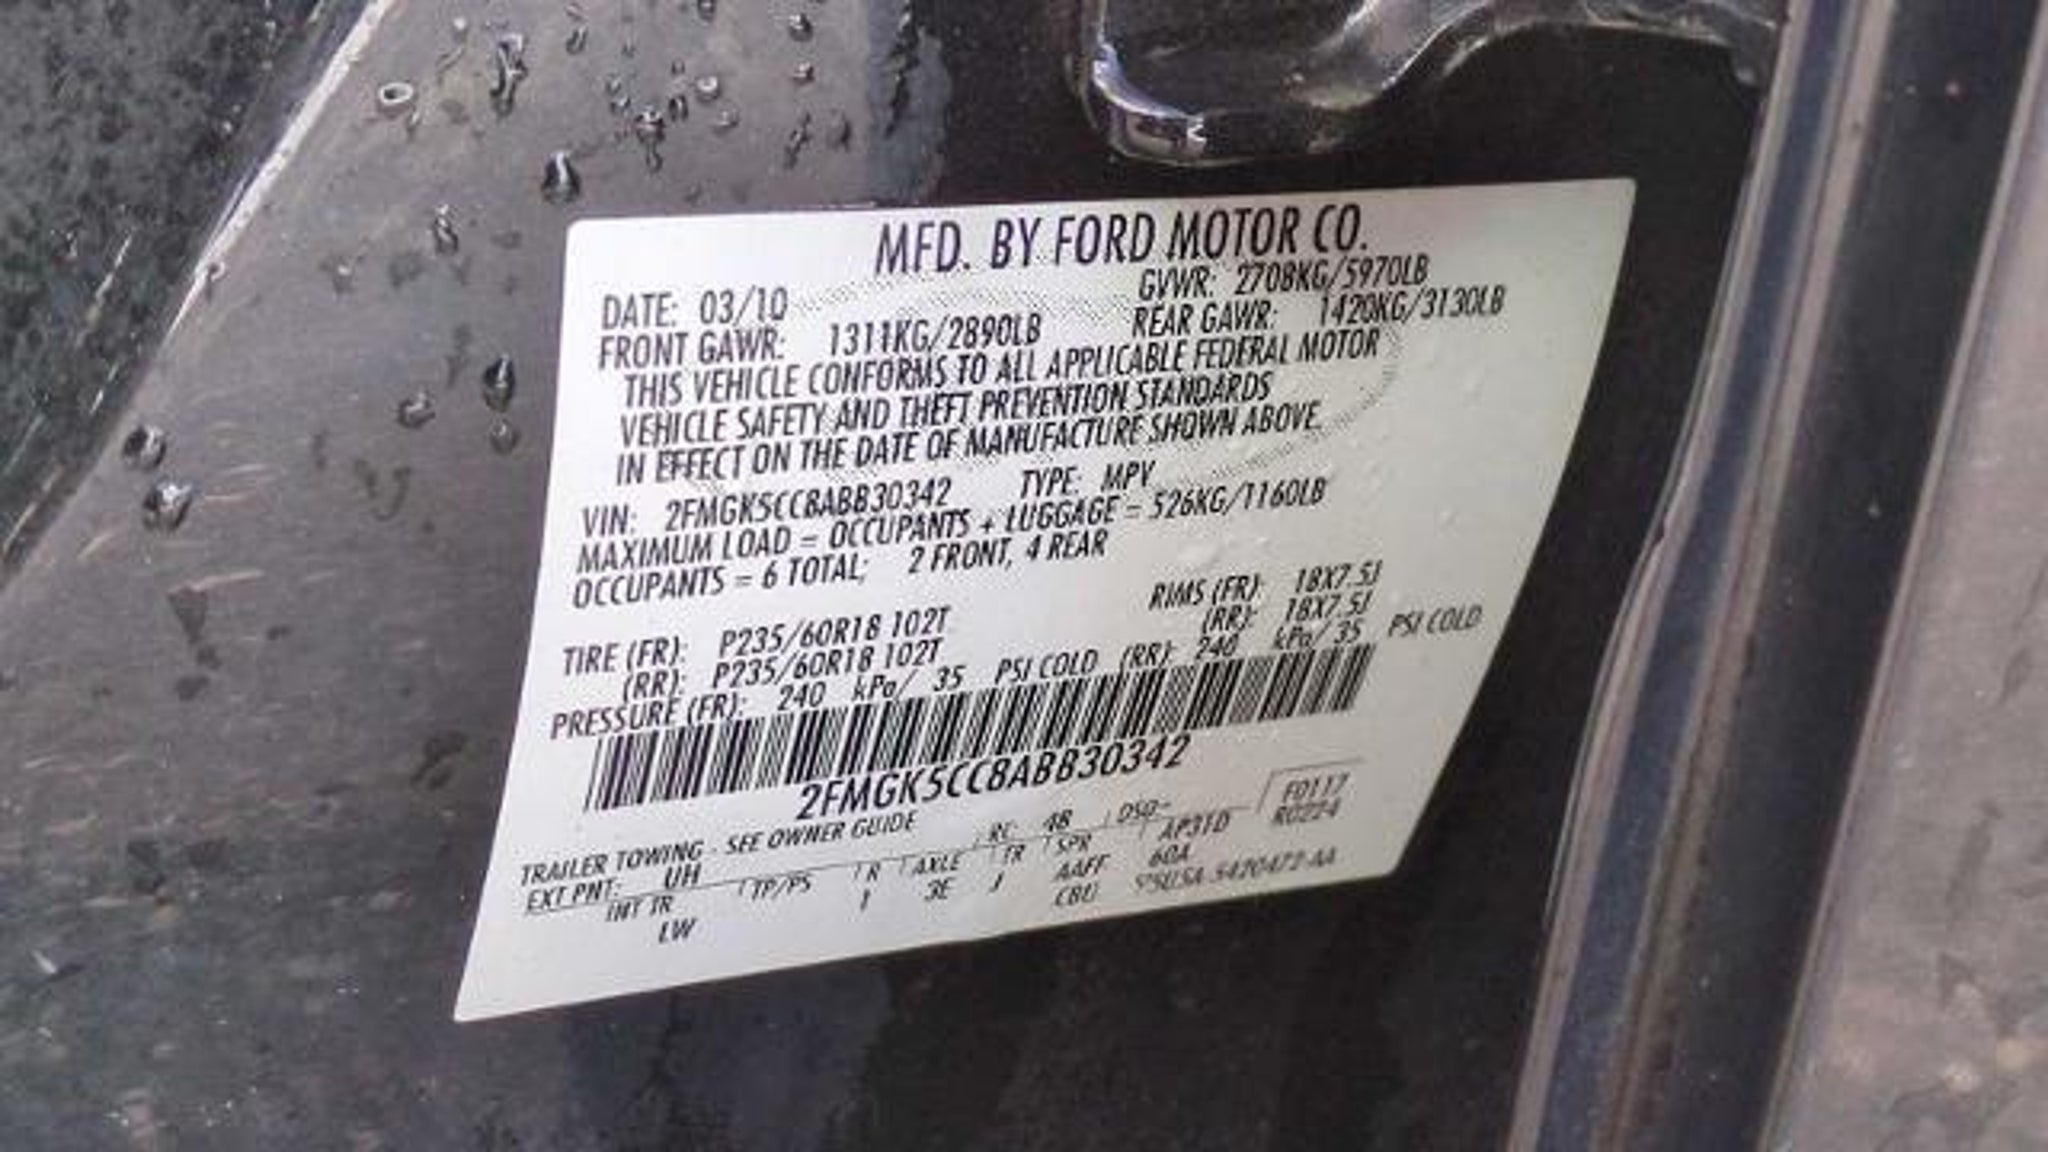 MFD. BY FORD MOTOR CO.
DATE: 03/10 GVWR: 2708KG/5970LB
FRONT GAWR: 1311KG/2890LB REAR GAWR: 1420KG/3130LB
THIS VEHICLE CONFORMS TO ALL APPLICABLE FEDERAL MOTOR
VEHICLE SAFETY AND THEFT PREVENTION STANDARDS
IN EFFECT ON THE DATE OF MANUFACTURE SHOWN ABOVE.
VIN: 2FMGK5CC8ABB30342 TYPE: MPV
MAXIMUM LOAD = OCCUPANTS + LUGGAGE = 526KG/1160LB
OCCUPANTS = 6 TOTAL; 2 FRONT, 4 REAR
TIRE (FR): P235/60R18 102T RIMS (FR): 18X7.5J
(RR): P235/60R18 102T (RR): 18X7.5J
PRESSURE (FR): 240 kPa/ 35 PSI COLD (RR): 240 kPa/ 35 PSI COLD
2FMGK5CC8ABB30342
TRAILER TOWING - SEE OWNER GUIDE
EXT PNT: UH RC: 48 DSO: F0117
R0224
INT TR TP/PS R AXLE TR SPR AP31D
LW I 3E J AAFF 60A
CBU